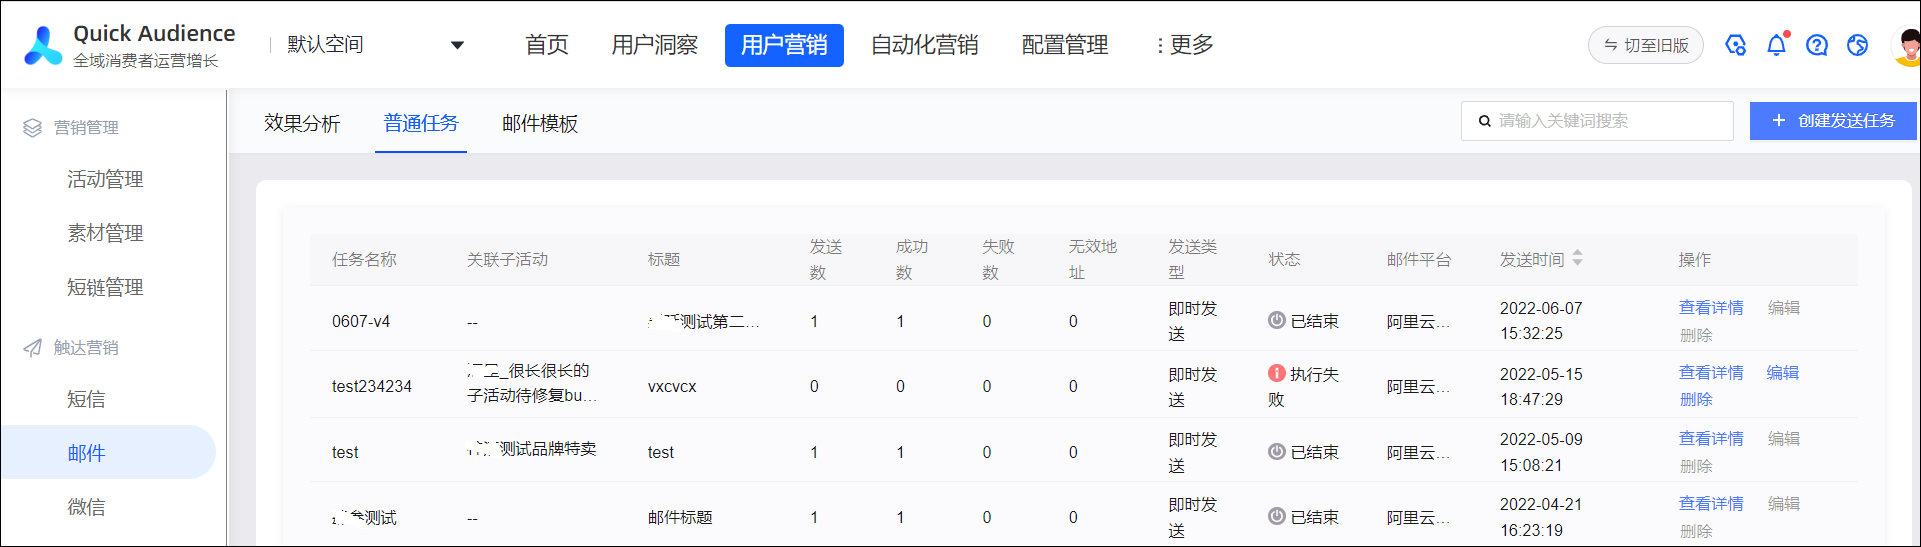 Quick Audience
全域消费者运营增长
默认空间
首页
用户洞察
用户营销
自动化营销
配置管理
更多
切至旧版
营销管理
活动管理
素材管理
短链管理
触达营销
短信
邮件
微信
效果分析
普通任务
邮件模板
请输入关键词搜索
+ 创建发送任务
任务名称
关联子活动
标题
发送
数
成功
数
失败
数
无效地
址
发送类
型
状态
邮件平台
发送时间
操作
0607-v4
--
测试第二...
1
1
0
0
即时发
送
已结束
阿里云...
2022-06-07
15:32:25
查看详情 编辑
删除
test234234
_很长很长的
子活动待修复bu...
vxcvcx
0
0
0
0
即时发
送
执行失
败
阿里云...
2022-05-15
18:47:29
查看详情 编辑
删除
test
测试品牌特卖
test
1
1
0
0
即时发
送
已结束
阿里云...
2022-05-09
15:08:21
查看详情 编辑
删除
测试
--
邮件标题
1
1
0
0
即时发
送
已结束
阿里云...
2022-04-21
16:23:19
查看详情 编辑
删除